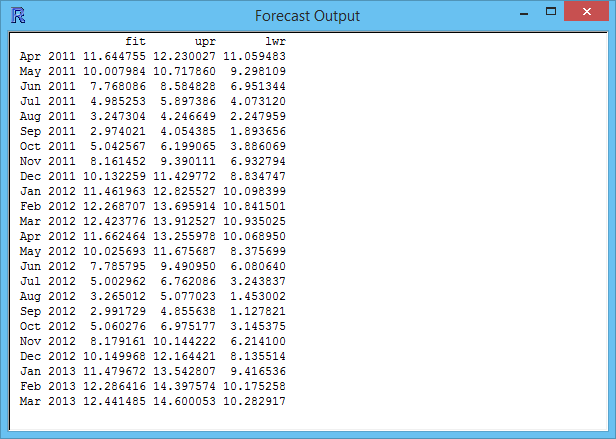 R Forecast Output
fit upr lwr
Apr 2011 11.644755 12.230027 11.059483
May 2011 10.007984 10.717860 9.298109
Jun 2011 7.768086 8.584828 6.951344
Jul 2011 4.985253 5.897386 4.073120
Aug 2011 3.247304 4.246649 2.247959
Sep 2011 2.974021 4.054385 1.893656
Oct 2011 5.042567 6.199065 3.886069
Nov 2011 8.161452 9.390111 6.932794
Dec 2011 10.132259 11.429772 8.834747
Jan 2012 11.461963 12.825527 10.098399
Feb 2012 12.268707 13.695914 10.841501
Mar 2012 12.423776 13.912527 10.935025
Apr 2012 11.662464 13.255978 10.068950
May 2012 10.025693 11.675687 8.375699
Jun 2012 7.785795 9.490950 6.080640
Jul 2012 5.002962 6.762086 3.243837
Aug 2012 3.265012 5.077023 1.453002
Sep 2012 2.991729 4.855638 1.127821
Oct 2012 5.060276 6.975177 3.145375
Nov 2012 8.179161 10.144222 6.214100
Dec 2012 10.149968 12.164421 8.135514
Jan 2013 11.479672 13.542807 9.416536
Feb 2013 12.286416 14.397574 10.175258
Mar 2013 12.441485 14.600053 10.282917